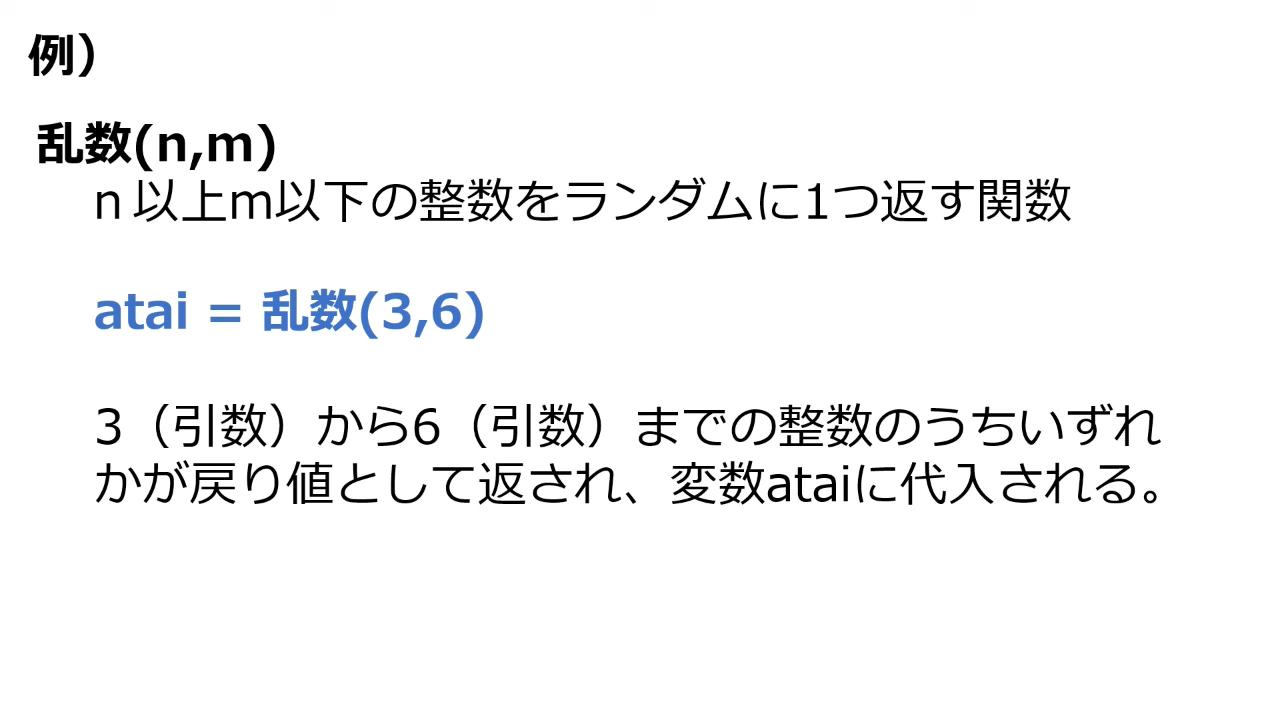 例）
乱数(n,m)
n 以上m以下の整数をランダムに1つ返す関数
atai = 乱数(3,6)
3（引数）から6（引数）までの整数のうちいずれ
かが戻り値として返され、変数ataiに代入される。